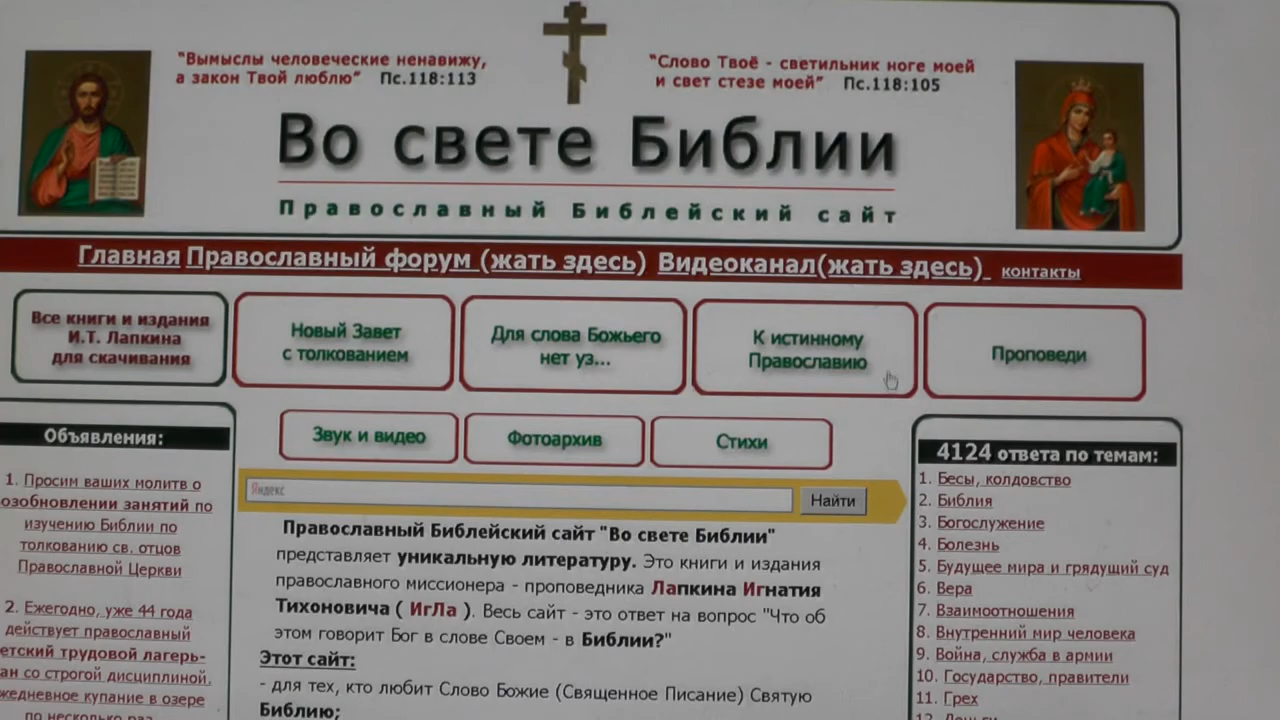 "Вымыслы человеческие ненавижу,
а закон Твой люблю" Пс.118:113
"Слово Твоё - светильник ноге моей
и свет стезе моей" Пс.118:105
Во свете Библии
Православный Библейский сайт
Главная Православный форум (жать здесь) Видеоканал(жать здесь) контакты
Все книги и издания
И.Т. Лапкина
для скачивания
Новый Завет
с толкованием
Для слова Божьего
нет уз...
К истинному
Православию
Проповеди
Звук и видео
Фотоархив
Стихи
Объявления:
1. Просим ваших молитв о
озобновлении занятий по
изучению Библии по
толкованию св. отцов
Православной Церкви
2. Ежегодно, уже 44 года
действует православный
етский трудовой лагерь-
ан со строгой дисциплиной.
жедневное купание в озере
по несколько раз
Яндекс
Найти
Православный Библейский сайт "Во свете Библии"
представляет уникальную литературу. Это книги и издания
православного миссионера - проповедника Лапкина Игнатия
Тихоновича ( ИгЛа ). Весь сайт - это ответ на вопрос "Что об
этом говорит Бог в слове Своем - в Библии?"
Этот сайт:
- для тех, кто любит Слово Божие (Священное Писание) Святую
Библию;
4124 ответа по темам:
1. Бесы, колдовство
2. Библия
3. Богослужение
4. Болезнь
5. Будущее мира и грядущий суд
6. Вера
7. Взаимоотношения
8. Внутренний мир человека
9. Война, служба в армии
10. Государство, правители
11. Грех
12. Деньги